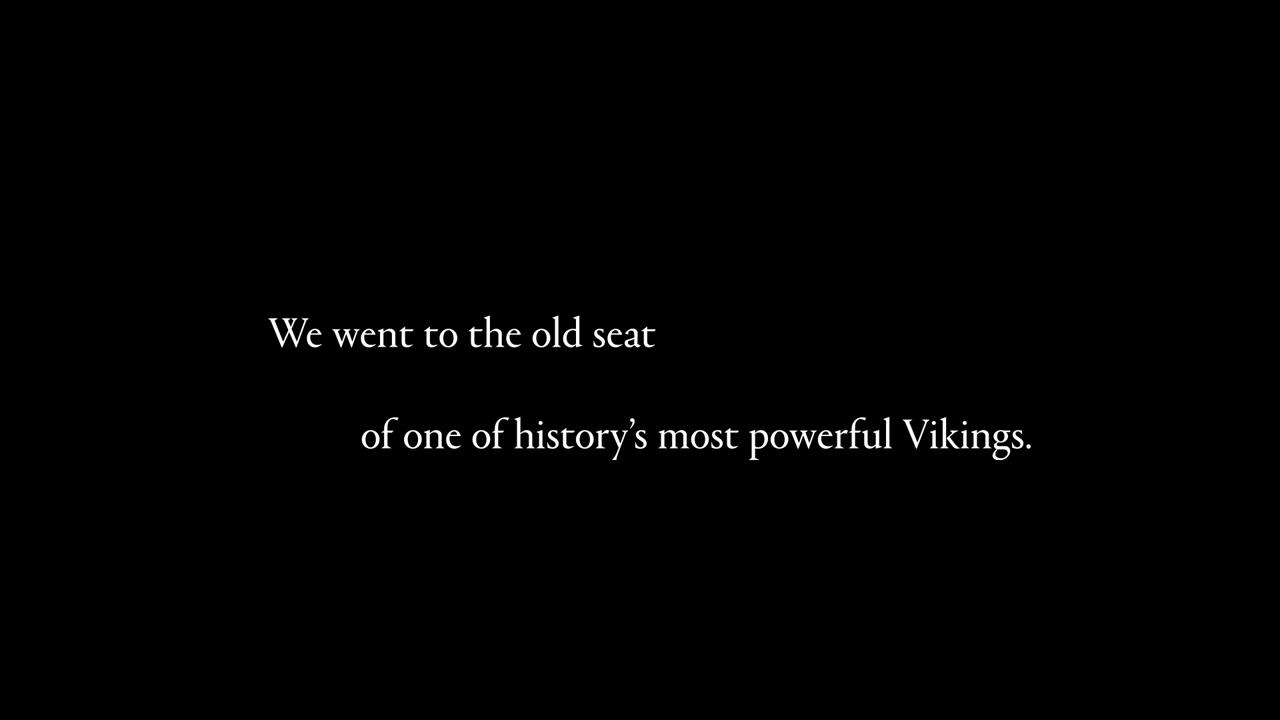 We went to the old seat
of one of history’s most powerful Vikings.